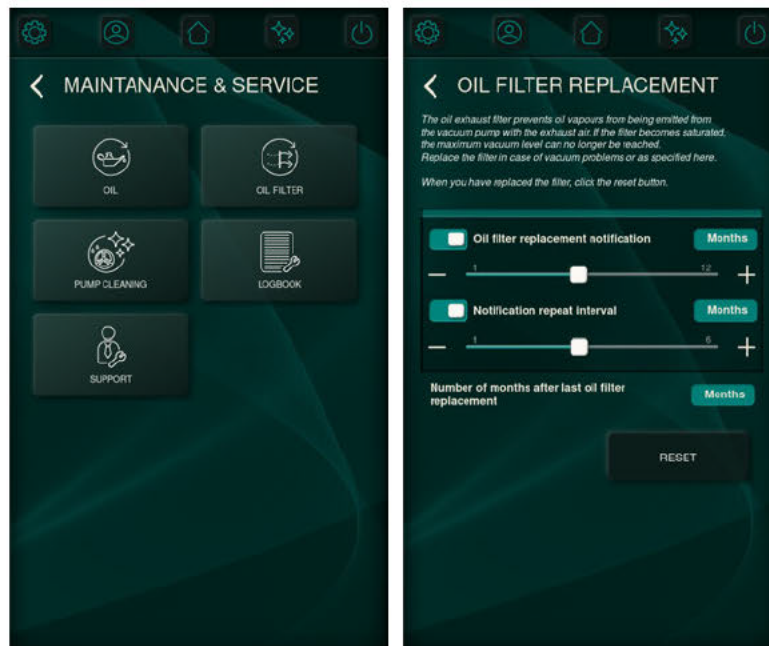 MAINTANANCE & SERVICE
OIL
OIL FILTER
PUMP CLEANING
LOGBOOK
SUPPORT
OIL FILTER REPLACEMENT
The oil exhaust filter prevents oil vapours from being emitted from
the vacuum pump with the exhaust air. If the filter becomes saturated,
the maximum vacuum level can no longer be reached.
Replace the filter in case of vacuum problems or as specified here.
When you have replaced the filter, click the reset button.
Oil filter replacement notification Months
1 12
Notification repeat interval Months
1 6
Number of months after last oil filter
replacement
Months
RESET